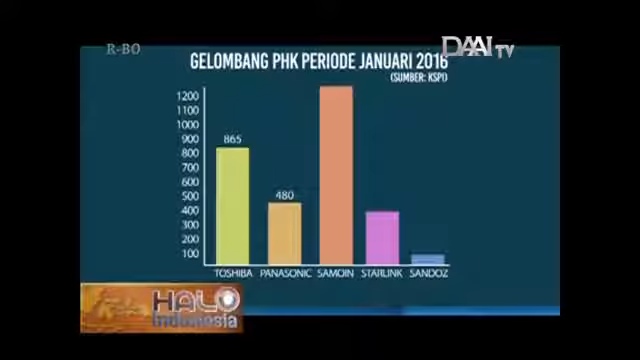 R-BO
DAAI TV
GELOMBANG PHK PERIODE JANUARI 2016
(SUMBER: KSPI)
1200
1100
1000
900
800
700
600
500
400
300
200
100
865
480
TOSHIBA PANASONIC SAMOIN STARLINK SANDOZ
HALO
Indonesia